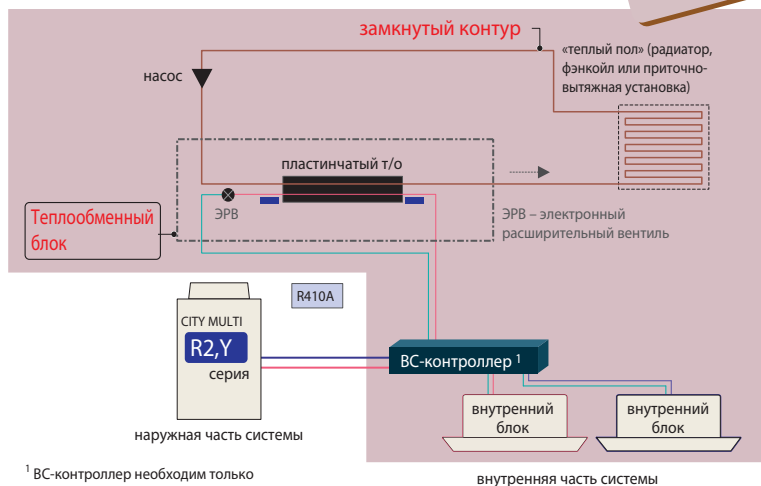 замкнутый контур
«теплый пол» (радиатор,
фэнкойл или приточно-
вытяжная установка)
насос
пластинчатый т/о
ЭРВ
Теплообменный
блок
ЭРВ – электронный
расширительный вентиль
R410A
CITY MULTI
R2,Y
серия
ВС-контроллер 1
внутренний
блок
внутренний
блок
наружная часть системы
1 ВС-контроллер необходим только
внутренняя часть системы